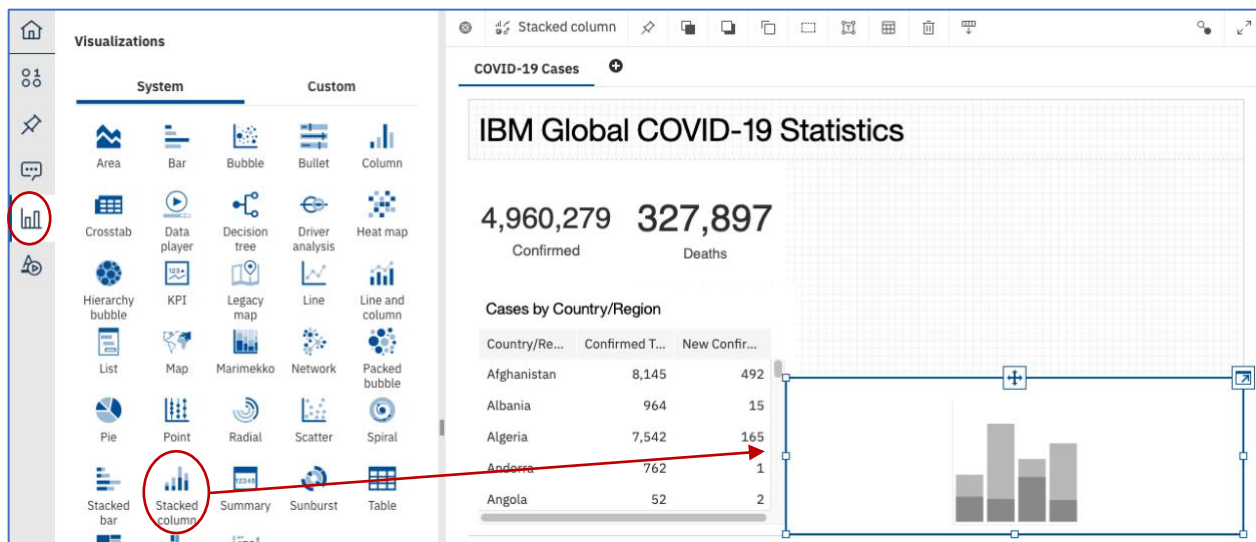 Visualizations
System Custom
Area Bar Bubble Bullet Column
Crosstab Data player Decision tree Driver analysis Heat map
Hierarchy bubble KPI Legacy map Line Line and column
List Map Marimekko Network Packed bubble
Pie Point Radial Scatter Spiral
Stacked bar Stacked column Summary Sunburst Table
Stacked column
COVID-19 Cases
IBM Global COVID-19 Statistics
4,960,279 327,897
Confirmed Deaths
Cases by Country/Region
Country/Re... Confirmed T... New Confir...
Afghanistan 8,145 492
Albania 964 15
Algeria 7,542 165
Andorra 762 1
Angola 52 2